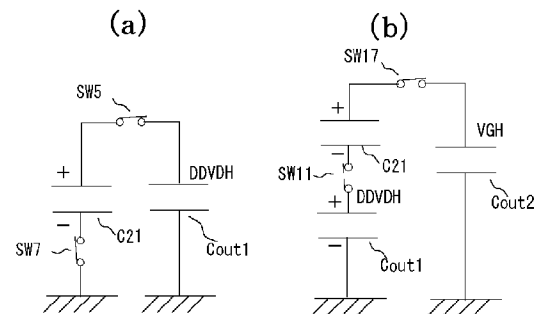 (a)
SW5
+
DDVDH
−
C21
SW7
Cout1
(b)
SW17
+
VGH
−
C21
SW11
+
DDVDH
Cout2
−
Cout1